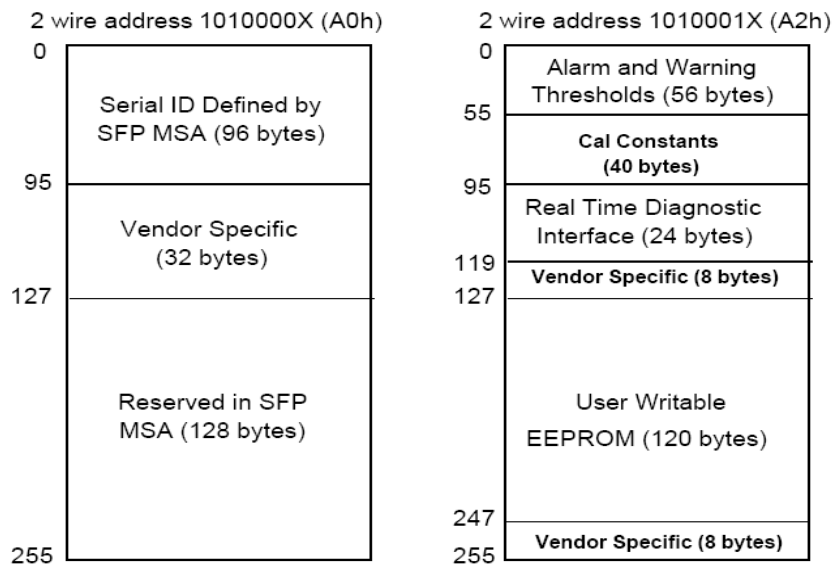 2 wire address 1010000X (A0h)
0
Serial ID Defined by
SFP MSA (96 bytes)
95
Vendor Specific
(32 bytes)
127
Reserved in SFP
MSA (128 bytes)
255
2 wire address 1010001X (A2h)
0
Alarm and Warning
Thresholds (56 bytes)
55
Cal Constants
(40 bytes)
95
Real Time Diagnostic
Interface (24 bytes)
119
Vendor Specific (8 bytes)
127
User Writable
EEPROM (120 bytes)
247
Vendor Specific (8 bytes)
255